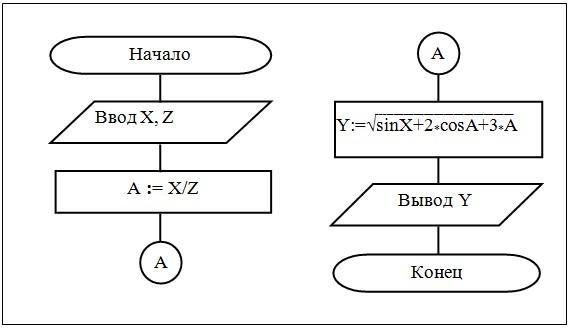 Начало
Ввод X, Z
A := X/Z
А
А
Y:=√sinX+2*cosA+3*A
Вывод Y
Конец